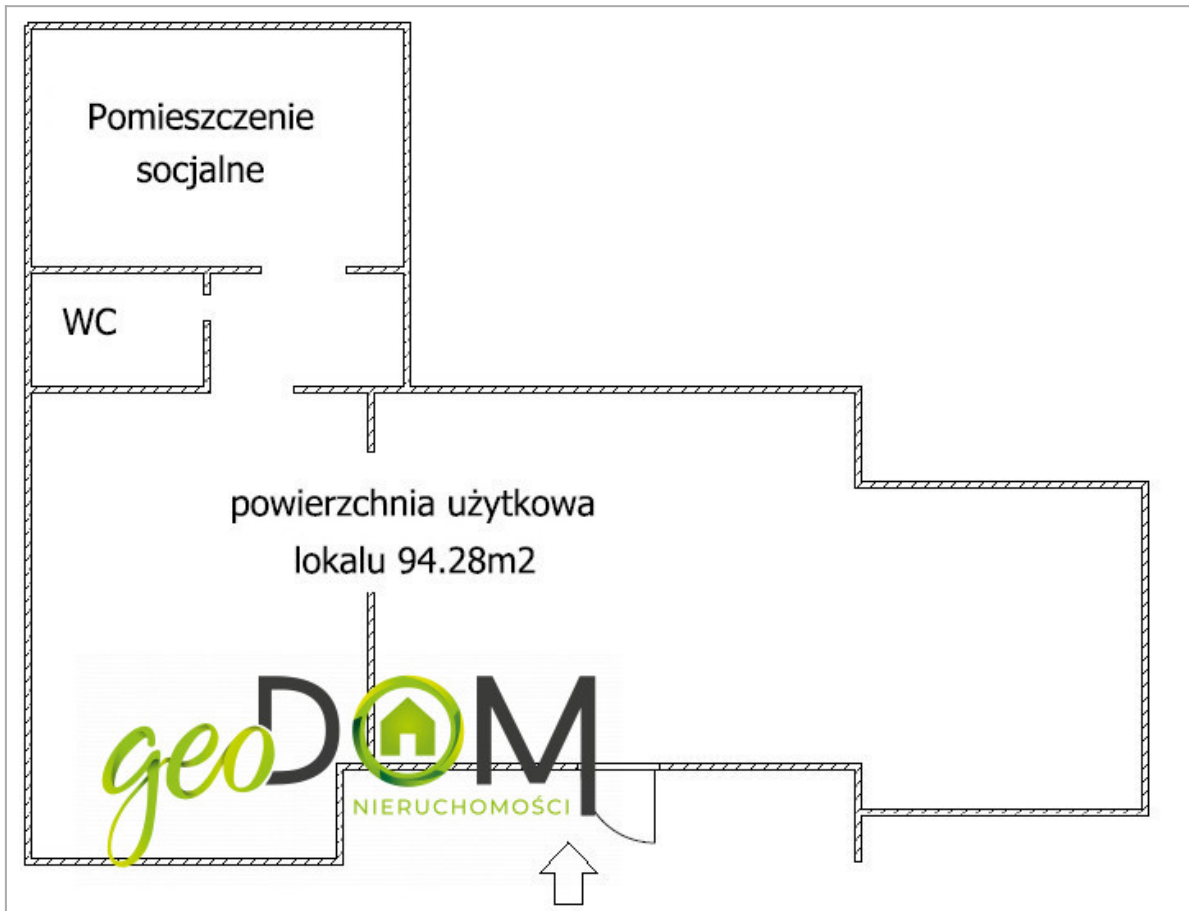 Pomieszczenie
socjalne
WC
powierzchnia użytkowa
lokalu 94.28m2
geoDOM
NIERUCHOMOŚCI